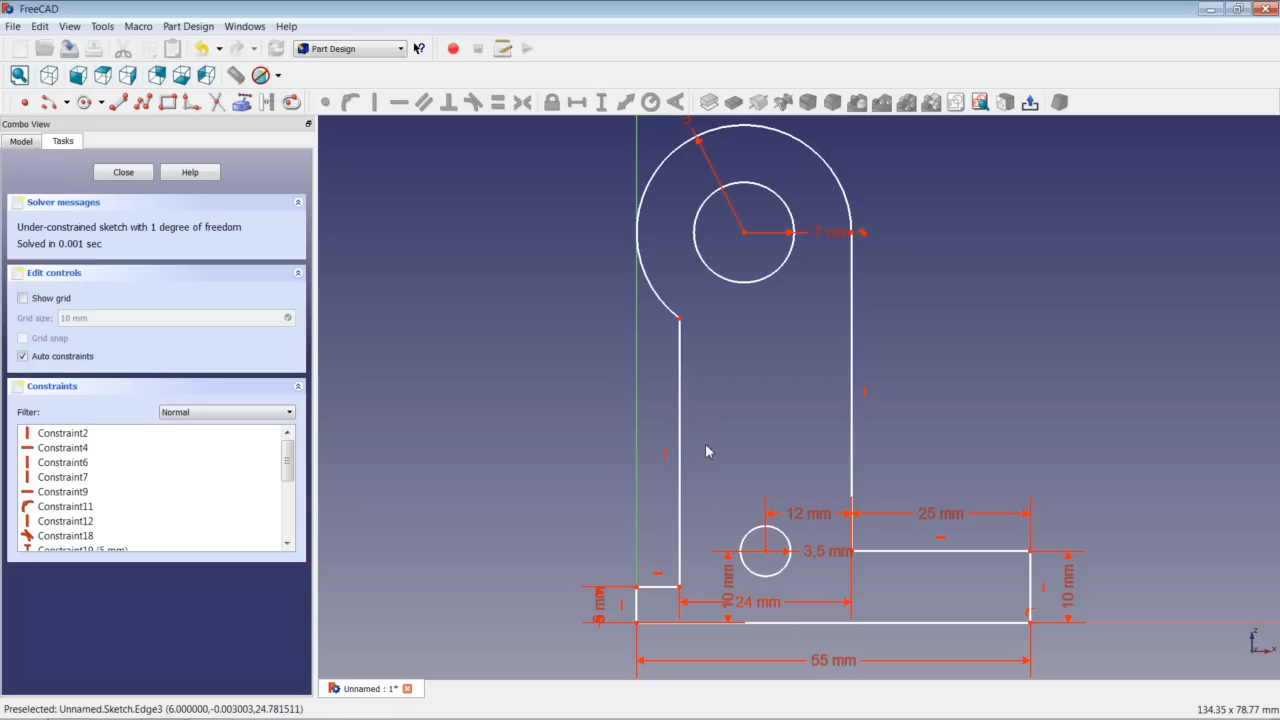 FreeCAD
File Edit View Tools Macro Part Design Windows Help
Part Design
Combo View
Model Tasks
Close Help
Solver messages
Under-constrained sketch with 1 degree of freedom
Solved in 0.001 sec
Edit controls
Show grid
Grid size: 10 mm
Grid snap
Auto constraints
Constraints
Filter: Normal
Constraint2
Constraint4
Constraint6
Constraint7
Constraint9
Constraint11
Constraint12
Constraint18
Constraint19 (5 mm)
7 mm
12 mm
25 mm
3,5 mm
10 mm
10 mm
5 mm
24 mm
55 mm
z
x
Unnamed : 1*
Preselected: Unnamed.Sketch.Edge3 (6.000000,-0.003003,24.781511)
134.35 x 78.77 mm